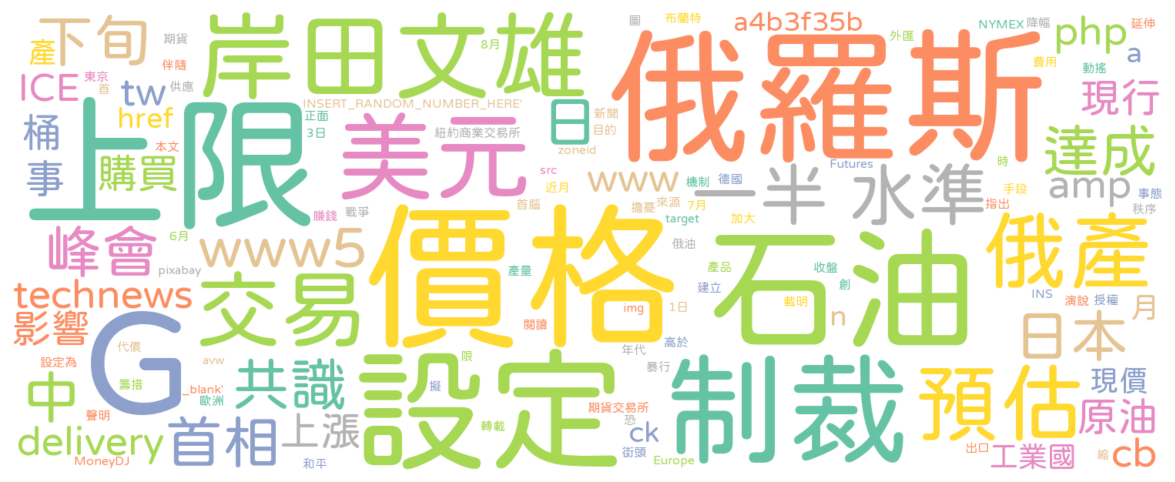 下旬
期貨
岸田文雄
8月
圖
布蘭特
a4b3f35b
NYMEX
降幅
延伸
php
外匯
俄羅斯
產
伴隨
費用
動搖
a
ICE
東京
首
tw
供應
href
INSERT_RANDOM_NUMBER_HERE'
正面
3日
日
新聞
目的
現行
上限
美元
紐約商業交易所
桶
事
本文
購買
zoneid
達成
src
近月
www
機制
德國
Futures
一半
水準
時
手段
amp
事態
秩序
賺錢
戰爭
首腦
擔憂
來源
7月
target
加大
指出
6月
峰會
www5
pixabay
價格
俄油
石油
俄產
產量
產品
收盤
建立
創
載明
INS
演說
授權
月
technews
交易
影響
閱讀
img
1日
n
日本
G
代價
年代
高於
設定為
avw
設定
限
暴行
制裁
預估
現價
中
籌措
_blank'
歐洲
共識
擬
聲明
期貨交易所
恐
原油
delivery
首相
上漲
轉載
ck
街頭
出口
工業國
縮
cb
MoneyDJ
和平
Europe